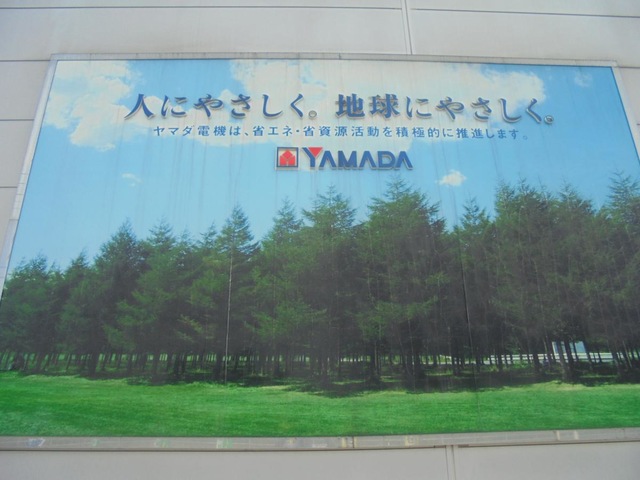 人にやさしく。地球にやさしく。
ヤマダ電機は、省エネ・省資源活動を積極的に推進します。
YAMADA